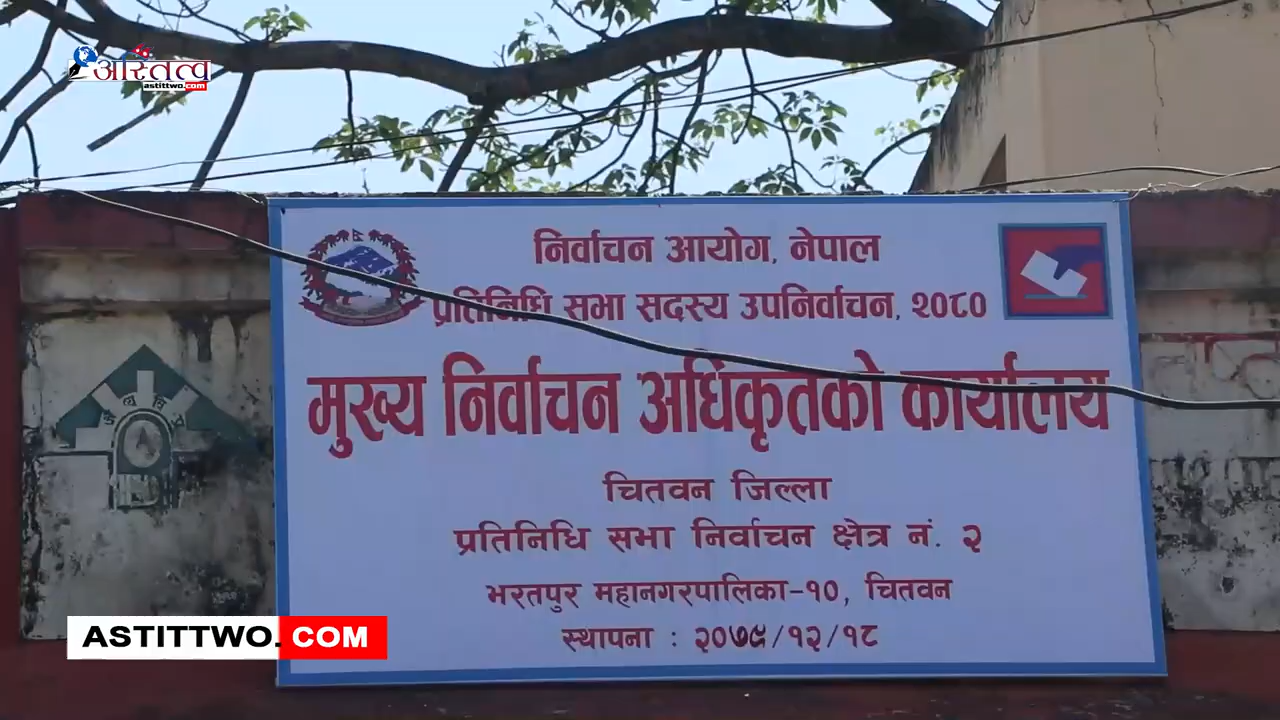 अस्तित्व
astittwo.com
निर्वाचन आयोग, नेपाल
प्रतिनिधि सभा सदस्य उपनिर्वाचन, २०८०
मुख्य निर्वाचन अधिकृतको कार्यालय
चितवन जिल्ला
प्रतिनिधि सभा निर्वाचन क्षेत्र नं. २
भरतपुर महानगरपालिका-१०, चितवन
स्थापना : २०७९/१२/१८
ASTITTWO.COM